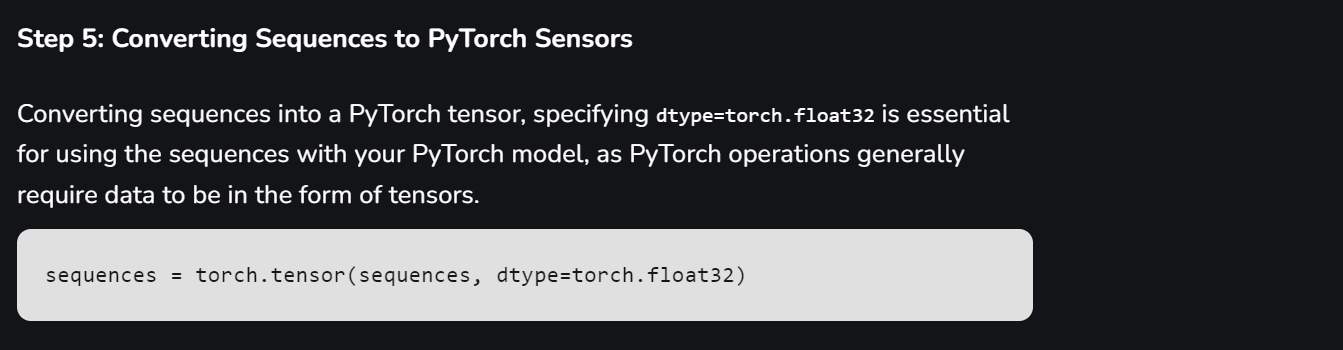 Step 5: Converting Sequences to PyTorch Sensors
Converting sequences into a PyTorch tensor, specifying dtype=torch.float32 is essential
for using the sequences with your PyTorch model, as PyTorch operations generally
require data to be in the form of tensors.
sequences = torch.tensor(sequences, dtype=torch.float32)